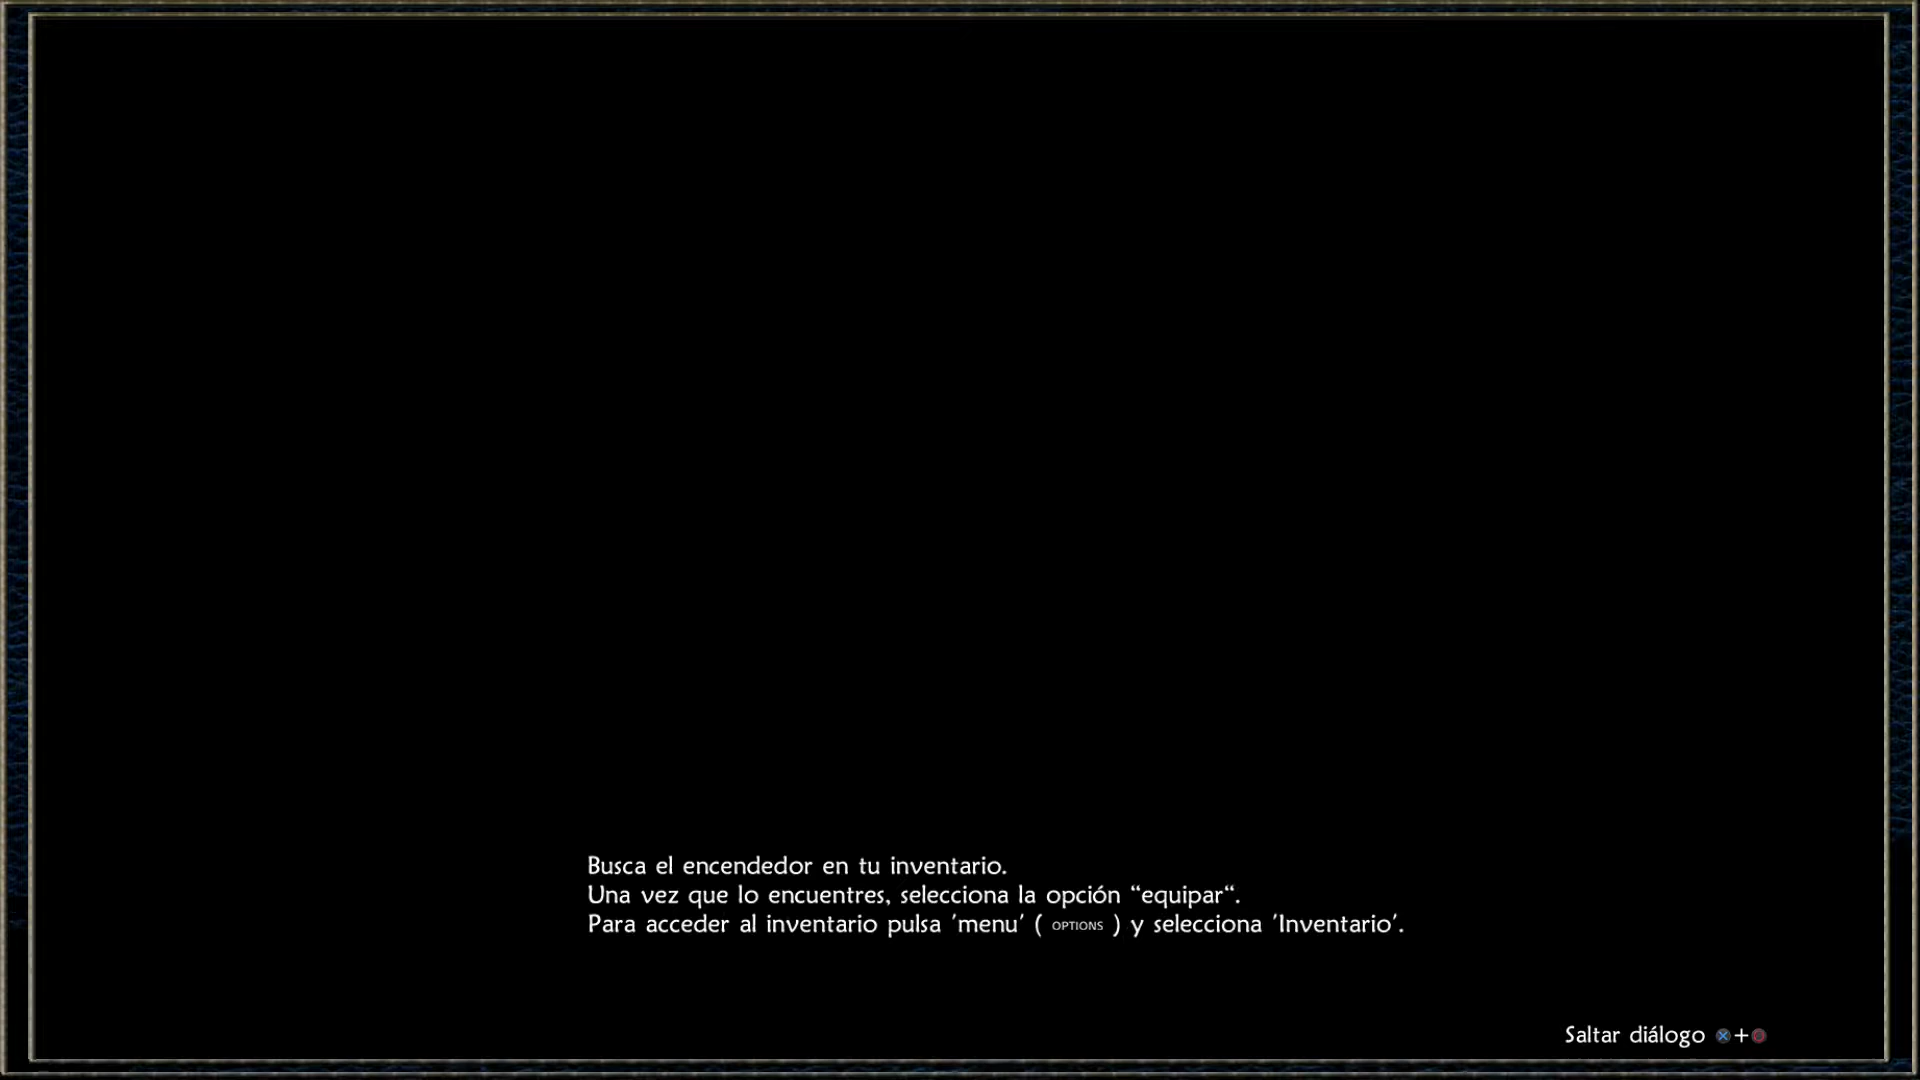 Busca el encendedor en tu inventario.
Una vez que lo encuentres, selecciona la opción “equipar“.
Para acceder al inventario pulsa 'menu' ( OPTIONS ) y selecciona 'Inventario'.
Saltar diálogo +